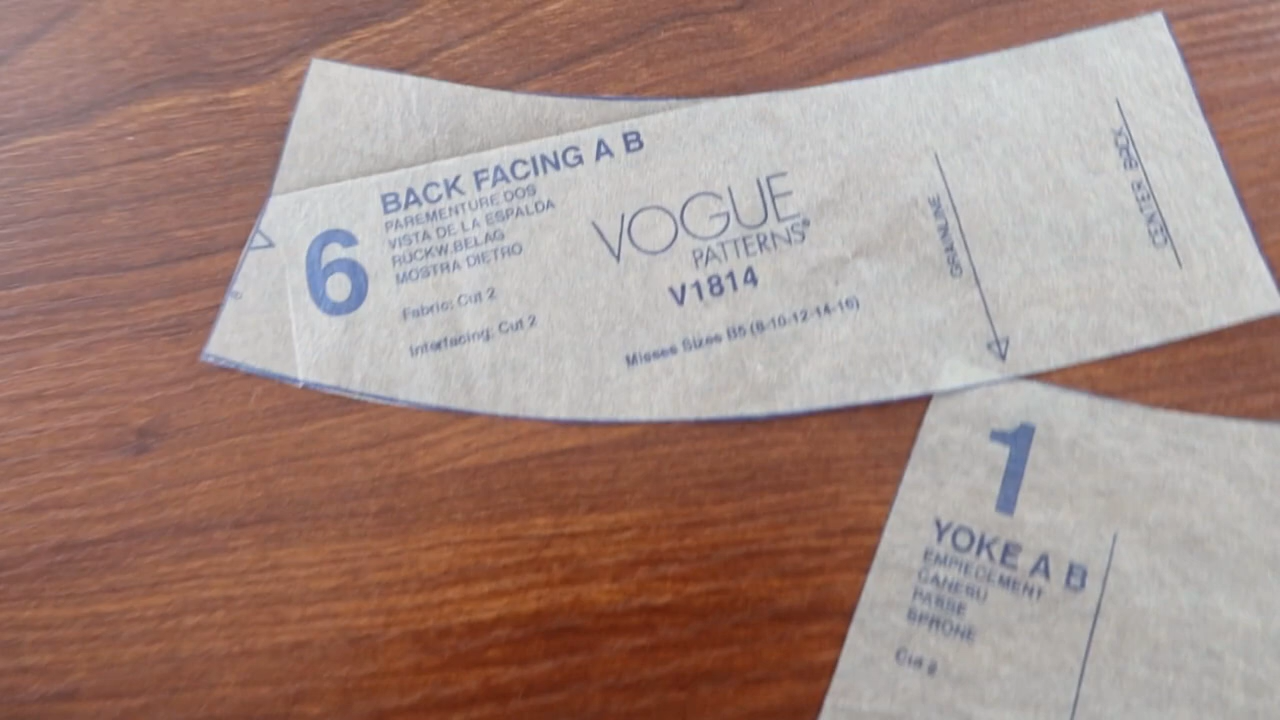 6
BACK FACING A B
PAREMENTURE DOS
VISTA DE LA ESPALDA
RÜCKW.BELAG
MOSTRA DIETRO
Fabric: Cut 2
Interfacing: Cut 2
VOGUE
PATTERNS®
V1814
Misses Sizes B5 (8-10-12-14-16)
GRAINLINE
CENTER BACK
1
YOKE A B
EMPIECEMENT
CANESU
PASSE
SPRONE
Cut 2